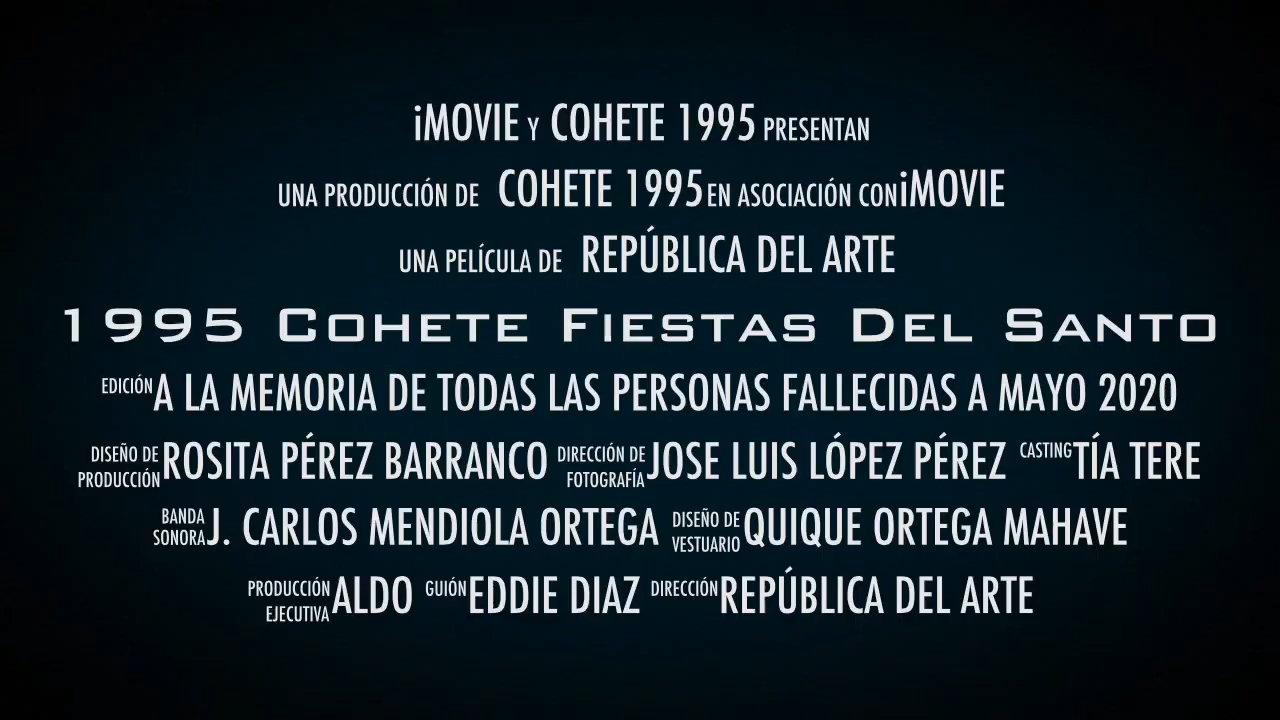 iMOVIE Y COHETE 1995 PRESENTAN
UNA PRODUCCIÓN DE COHETE 1995 EN ASOCIACIÓN CON iMOVIE
UNA PELÍCULA DE REPÚBLICA DEL ARTE
1995 COHETE FIESTAS DEL SANTO
EDICIÓN A LA MEMORIA DE TODAS LAS PERSONAS FALLECIDAS A MAYO 2020
DISEÑO DE PRODUCCIÓN ROSITA PÉREZ BARRANCO DIRECCIÓN DE FOTOGRAFÍA JOSE LUIS LÓPEZ PÉREZ CASTING TÍA TERE
BANDA SONORA J. CARLOS MENDIOLA ORTEGA DISEÑO DE VESTUARIO QUIQUE ORTEGA MAHAVE
PRODUCCIÓN EJECUTIVA ALDO GUIÓN EDDIE DIAZ DIRECCIÓN REPÚBLICA DEL ARTE